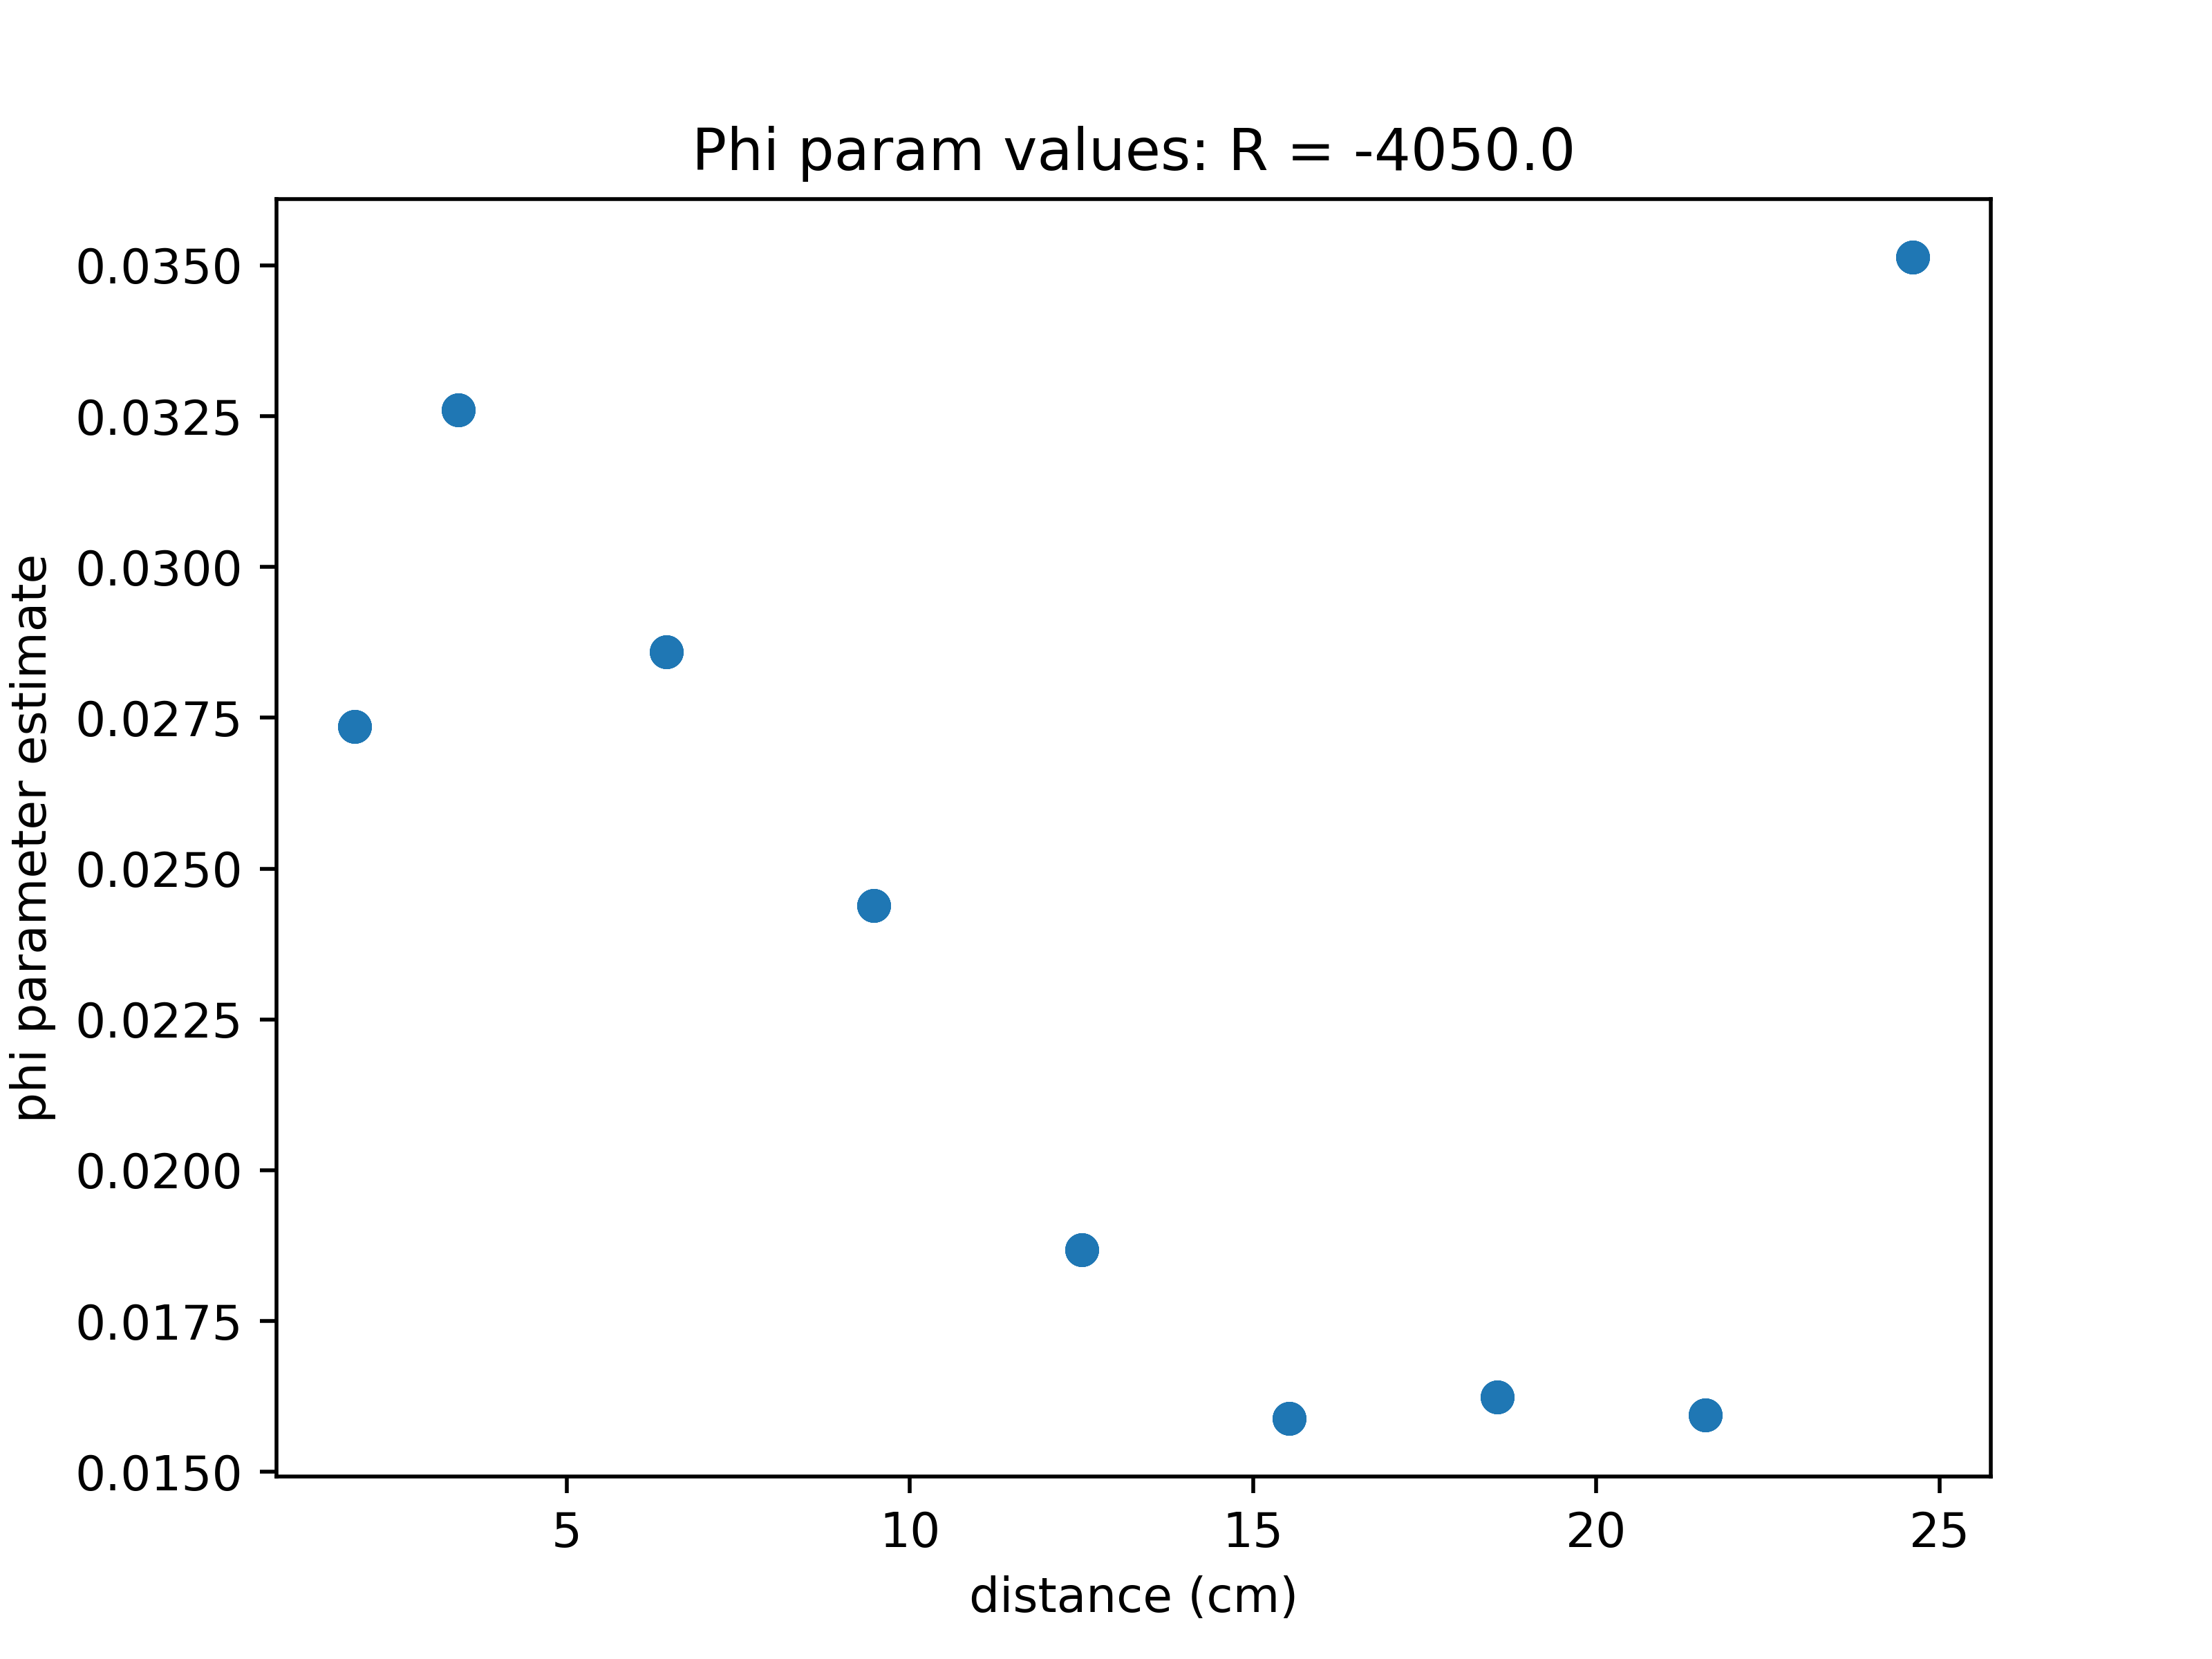 Phi param values: R = -4050.0
0.0350
0.0325
0.0300
0.0275
0.0250
0.0225
0.0200
0.0175
0.0150
phi parameter estimate
5 10 15 20 25
distance (cm)